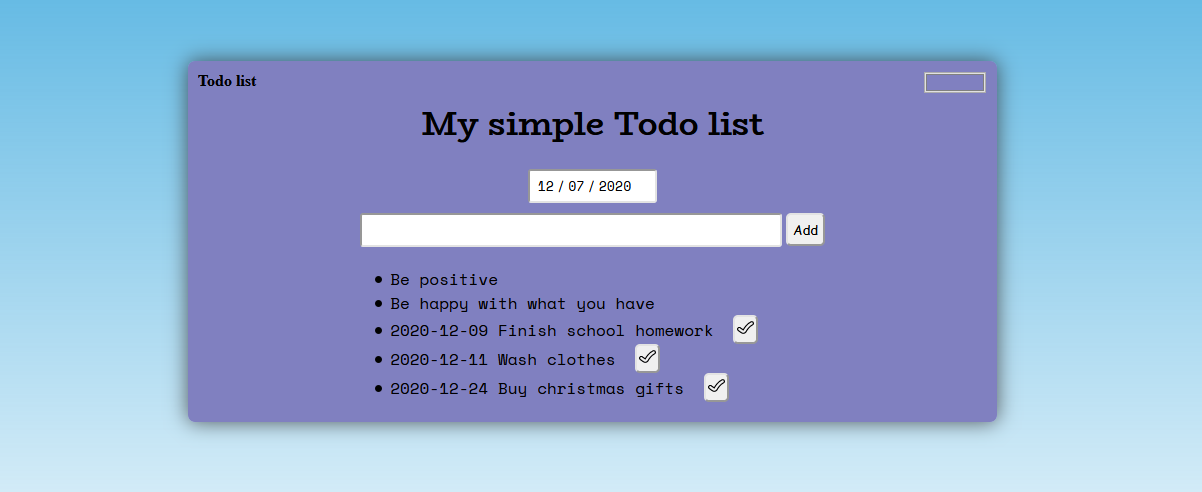 Todo list
My simple Todo list
12 / 07 / 2020
Add
Be positive
Be happy with what you have
2020-12-09 Finish school homework
2020-12-11 Wash clothes
2020-12-24 Buy christmas gifts